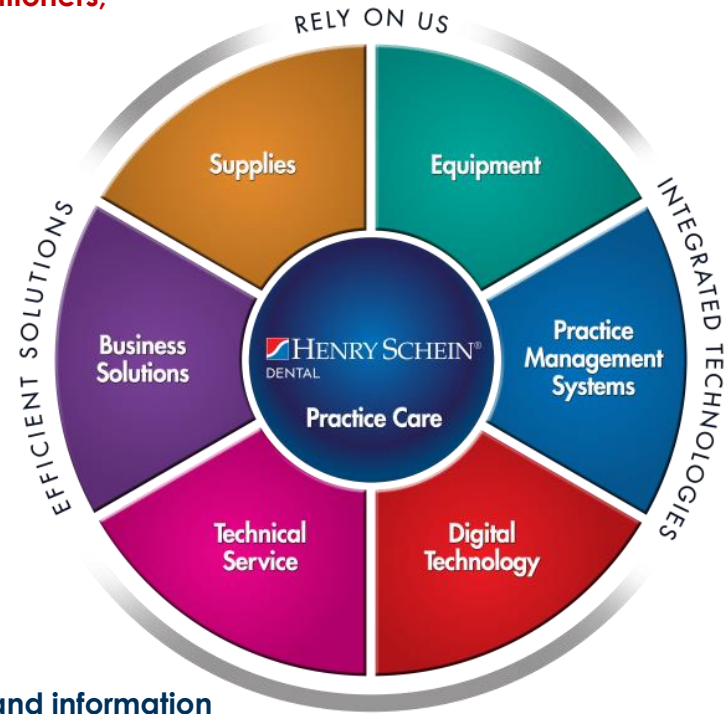 tioners,
RELY ON US
Supplies
Equipment
EFFICIENT SOLUTIONS
INTEGRATED TECHNOLOGIES
Business
Solutions
HENRY SCHEIN®
DENTAL
Practice Care
Practice
Management
Systems
Technical
Service
Digital
Technology
and information